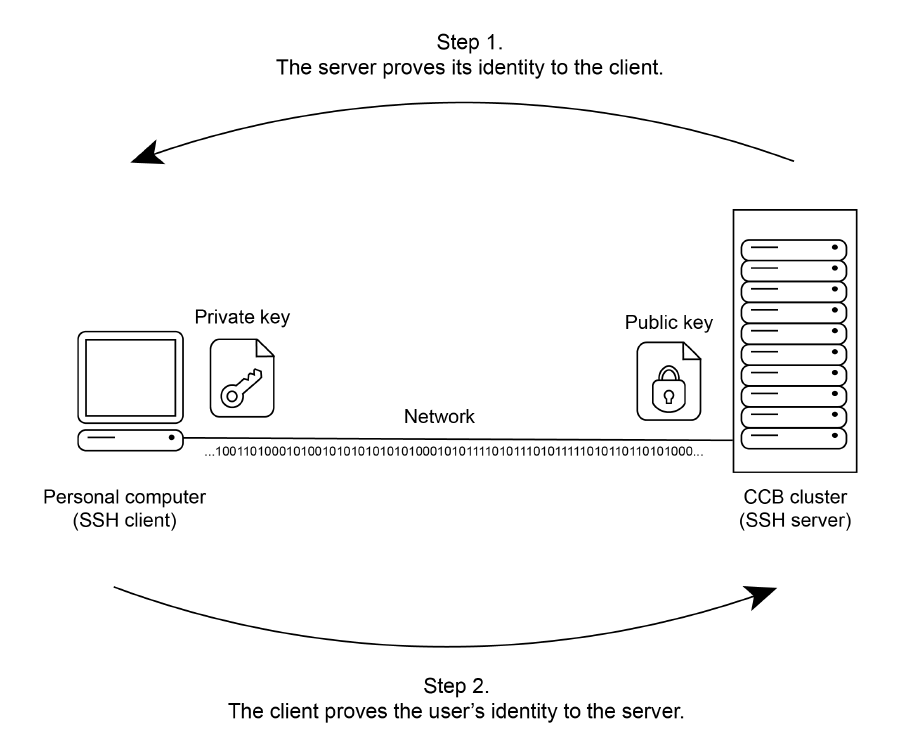 Step 1.
The server proves its identity to the client.
Private key
Public key
Network
...1001101000101001010101010101000101011110101110101111101011011010101000...
Personal computer
(SSH client)
CCB cluster
(SSH server)
Step 2.
The client proves the user's identity to the server.